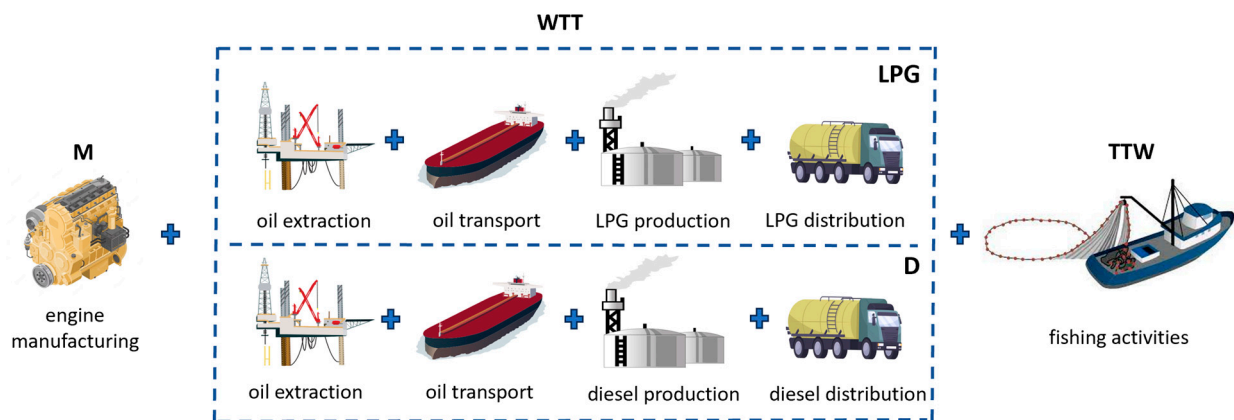 WTT
LPG
oil extraction
oil transport
LPG production
LPG distribution
M
engine
manufacturing
D
oil extraction
oil transport
diesel production
diesel distribution
TTW
fishing activities